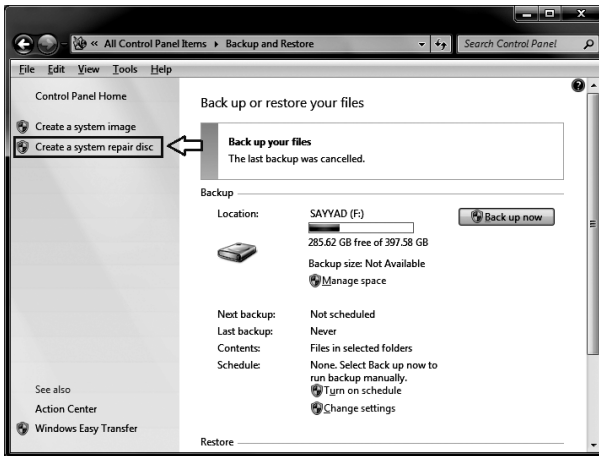 « All Control Panel Items ▸ Backup and Restore
Search Control Panel
File Edit View Tools Help
Control Panel Home
Create a system image
Create a system repair disc
See also
Action Center
Windows Easy Transfer
Back up or restore your files
Back up your files
The last backup was cancelled.
Backup
Location: SAYYAD (F:)
Back up now
285.62 GB free of 397.58 GB
Backup size: Not Available
Manage space
Next backup: Not scheduled
Last backup: Never
Contents: Files in selected folders
Schedule: None. Select Back up now to
run backup manually.
Turn on schedule
Change settings
Restore